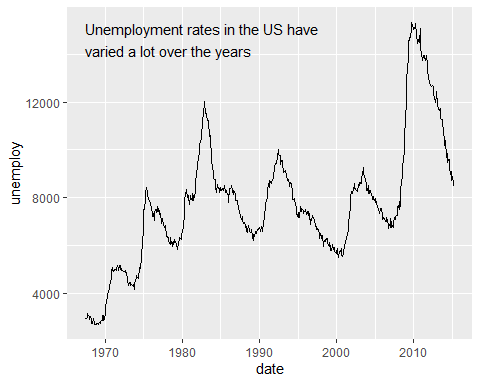 Unemployment rates in the US have
varied a lot over the years
12000
8000
4000
unemploy
1970 1980 1990 2000 2010
date